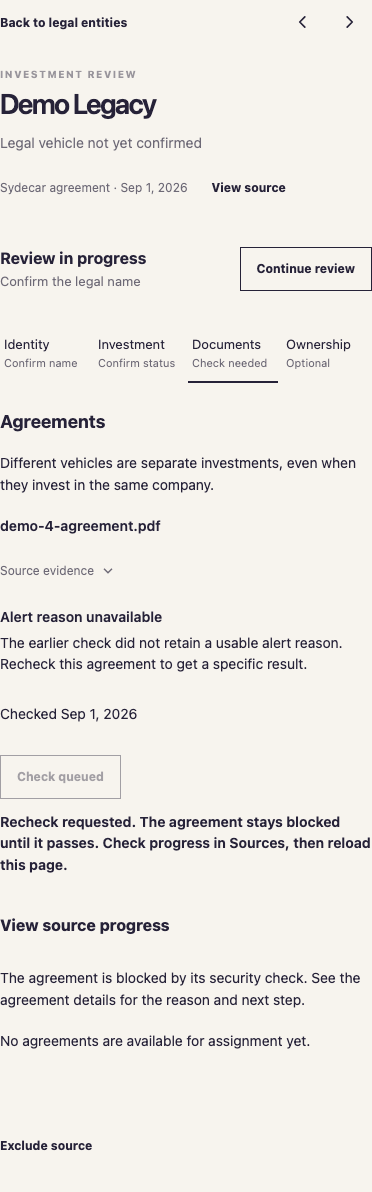 Back to legal entities
INVESTMENT REVIEW
Demo Legacy
Legal vehicle not yet confirmed
Sydecar agreement · Sep 1, 2026 View source
Review in progress
Confirm the legal name
Continue review
Identity Investment Documents Ownership
Confirm name Confirm status Check needed Optional
Agreements
Different vehicles are separate investments, even when
they invest in the same company.
demo-4-agreement.pdf
Source evidence
Alert reason unavailable
The earlier check did not retain a usable alert reason.
Recheck this agreement to get a specific result.
Checked Sep 1, 2026
Check queued
Recheck requested. The agreement stays blocked
until it passes. Check progress in Sources, then reload
this page.
View source progress
The agreement is blocked by its security check. See the
agreement details for the reason and next step.
No agreements are available for assignment yet.
Exclude source